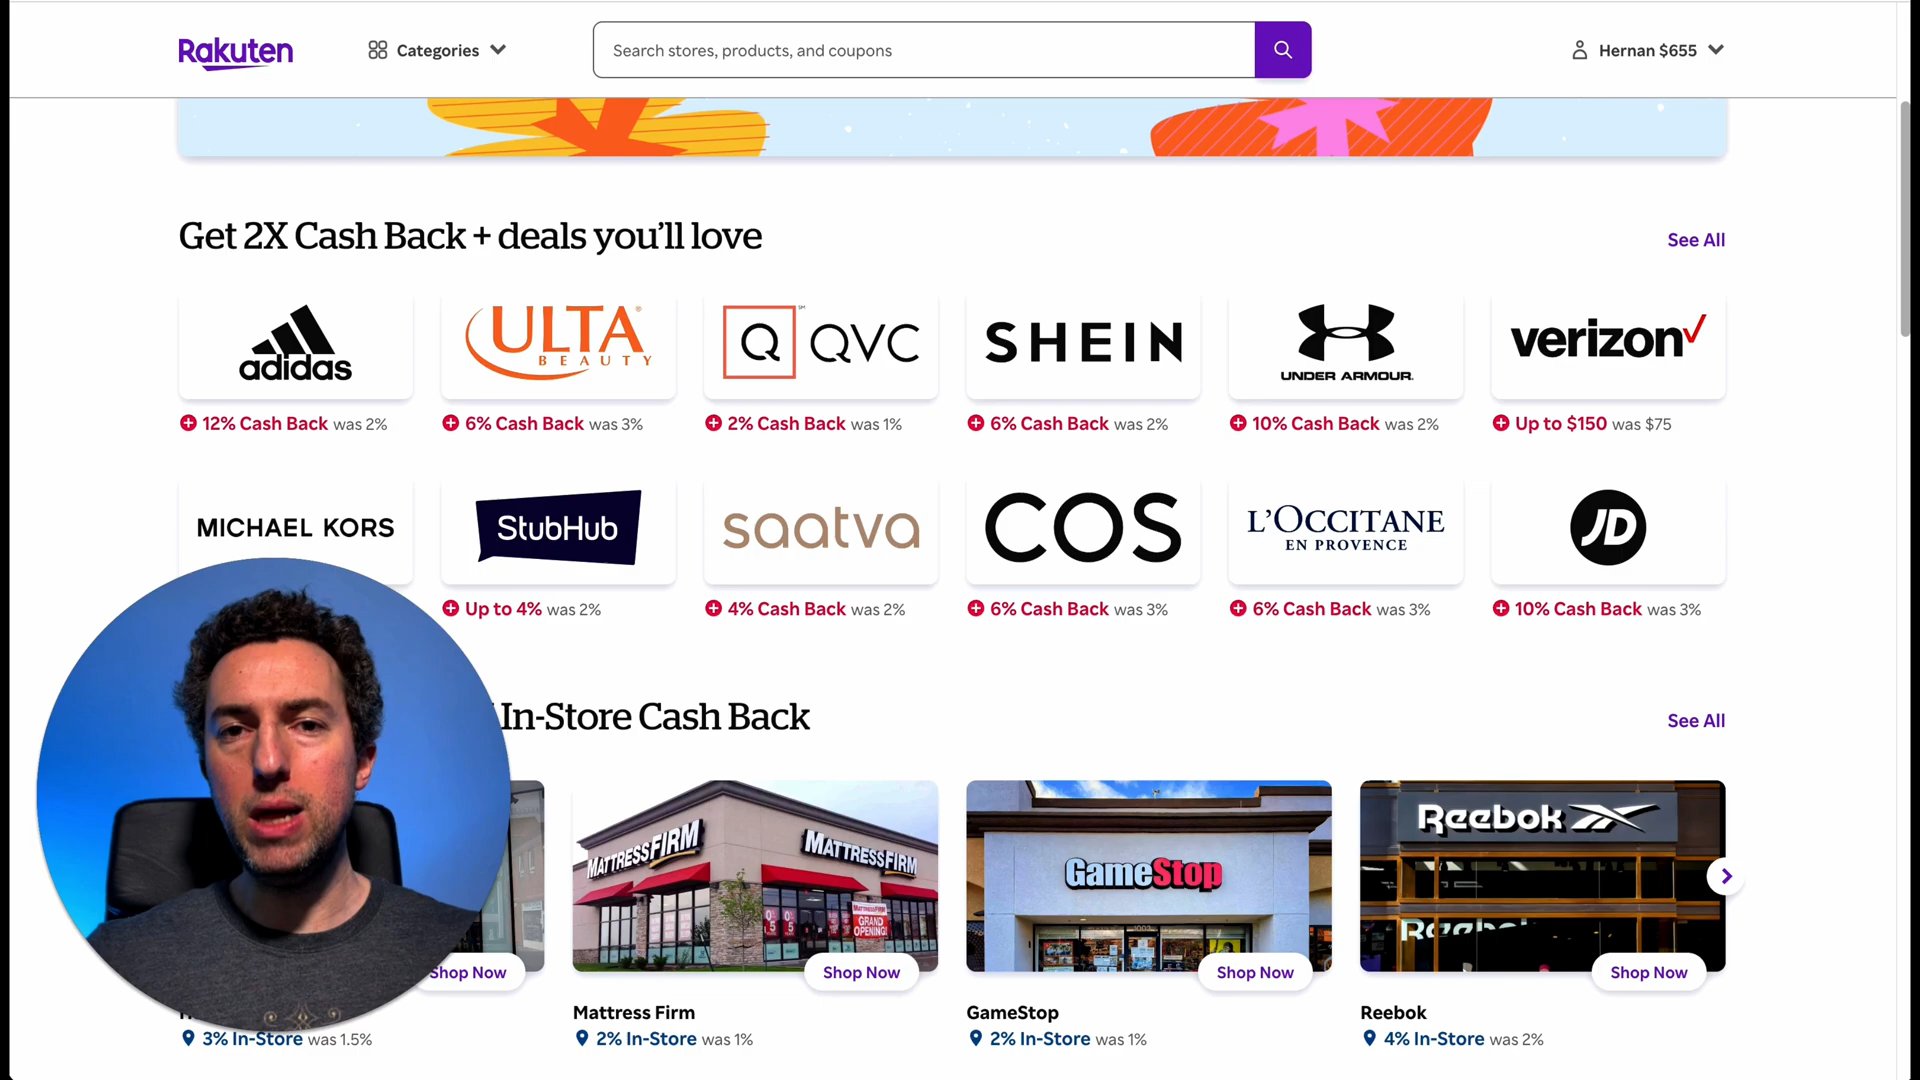 Rakuten
Categories
Search stores, products, and coupons
Hernan $655
Get 2X Cash Back + deals you'll love
See All
adidas
ULTA BEAUTY
Q QVC
SHEIN
UNDER ARMOUR.
verizon
12% Cash Back was 2%
6% Cash Back was 3%
2% Cash Back was 1%
6% Cash Back was 2%
10% Cash Back was 2%
Up to $150 was $75
MICHAEL KORS
StubHub
saatva
COS
L'OCCITANE
EN PROVENCE
JD
Up to 4% was 2%
4% Cash Back was 2%
6% Cash Back was 3%
6% Cash Back was 3%
10% Cash Back was 3%
In-Store Cash Back
See All
MATTRESS FIRM
MATTRESS FIRM
GRAND OPENING!
GameStop
Reebok
Shop Now
Shop Now
Shop Now
Shop Now
Mattress Firm
GameStop
Reebok
3% In-Store was 1.5%
2% In-Store was 1%
2% In-Store was 1%
4% In-Store was 2%